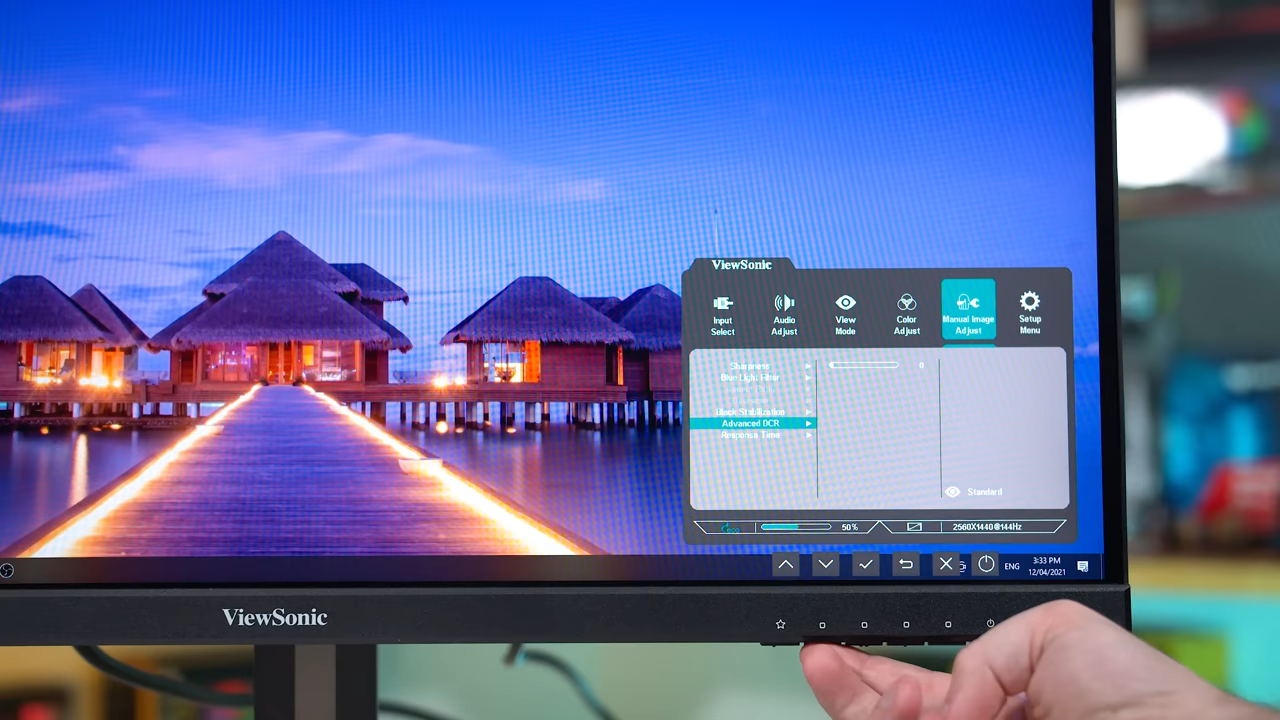 ViewSonic
Input Select
Audio Adjust
View Mode
Color Adjust
Manual Image Adjust
Setup Menu
Sharpness 0
Blue Light Filter
Black Stabilization
Advanced DCR
Response Time
Standard
eco 50% 2560X1440@144Hz
ENG
3:33 PM
12/04/2021
ViewSonic